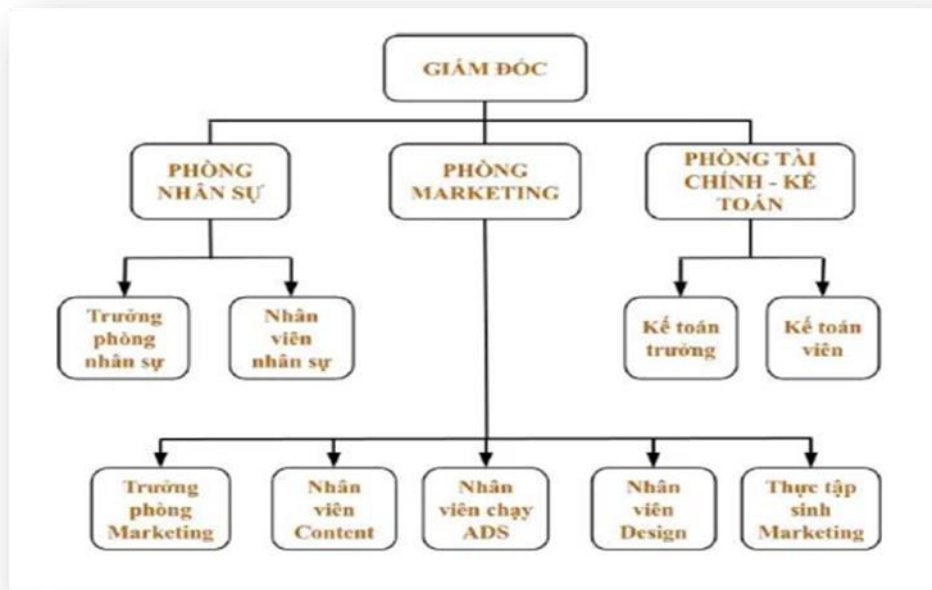 GIÁM ĐỐC
PHÒNG
NHÂN SỰ
PHÒNG
MARKETING
PHÒNG TÀI
CHÍNH - KẾ
TOÁN
Trưởng
phòng
nhân sự
Nhân
viên
nhân sự
Kế toán
trưởng
Kế toán
viên
Trưởng
phòng
Marketing
Nhân
viên
Content
Nhân
viên chạy
ADS
Nhân
viên
Design
Thực tập
sinh
Marketing